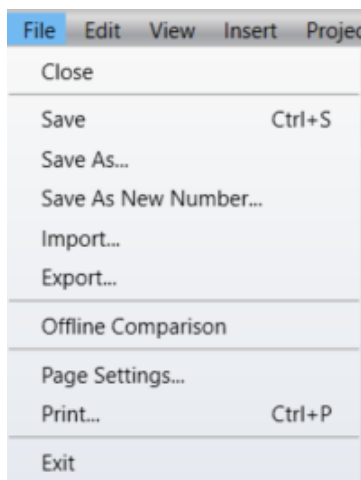 File Edit View Insert Projec
Close
Save Ctrl+S
Save As...
Save As New Number...
Import...
Export...
Offline Comparison
Page Settings...
Print... Ctrl+P
Exit